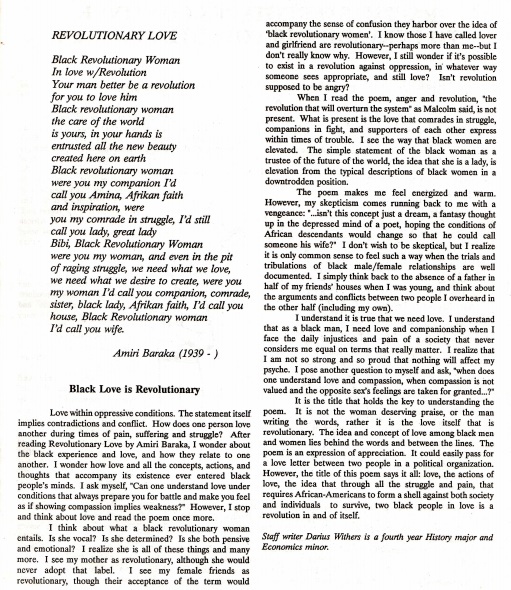 REVOLUTIONARY LOVE
Black Revolutionary Woman
In love w/Revolution
Your man better be a revolution
for you to love him
Black revolutionary woman
the care of the world
is yours, in your hands is
entrusted all the new beauty
created here on earth
Black revolutionary woman
were you my companion I'd
call you Amina, Afrikan faith
and inspiration, were
you my comrade in struggle, I'd still
call you lady, great lady
Bibi, Black Revolutionary Woman
were you my woman, and even in the pit
of raging struggle, we need what we love,
we need what we desire to create, were you
my woman I'd call you companion, comrade,
sister, black lady, Afrikan faith, I'd call you
house, Black Revolutionary woman
I'd call you wife.
Amiri Baraka (1939 - )
Black Love is Revolutionary
Love within oppressive conditions. The statement itself
implies contradictions and conflict. How does one person love
another during times of pain, suffering and struggle? After
reading Revolutionary Love by Amiri Baraka, I wonder about
the black experience and love, and how they relate to one
another. I wonder how love and all the concepts, actions, and
thoughts that accompany its existence ever entered black
people's minds. I ask myself, "Can one understand love under
conditions that always prepare you for battle and make you feel
as if showing compassion implies weakness?" However, I stop
and think about love and read the poem once more.
I think about what a black revolutionary woman
entails. Is she vocal? Is she determined? Is she both pensive
and emotional? I realize she is all of these things and many
more. I see my mother as revolutionary, although she would
never adopt that label. I see my female friends as
revolutionary, though their acceptance of the term would
accompany the sense of confusion they harbor over the idea of
'black revolutionary women'. I know those I have called lover
and girlfriend are revolutionary--perhaps more than me--but I
don't really know why. However, I still wonder if it's possible
to exist in a revolution against oppression, in whatever way
someone sees appropriate, and still love? Isn't revolution
supposed to be angry?
When I read the poem, anger and revolution, "the
revolution that will overturn the system" as Malcolm said, is not
present. What is present is the love that comrades in struggle,
companions in fight, and supporters of each other express
within times of trouble. I see the way that black women are
elevated. The simple statement of the black woman as a
trustee of the future of the world, the idea that she is a lady, is
elevation from the typical descriptions of black women in a
downtrodden position.
The poem makes me feel energized and warm.
However, my skepticism comes running back to me with a
vengeance: "...isn't this concept just a dream, a fantasy thought
up in the depressed mind of a poet, hoping the conditions of
African descendants would change so that he could call
someone his wife?" I don't wish to be skeptical, but I realize
it is only common sense to feel such a way when the trials and
tribulations of black male/female relationships are well
documented. I simply think back to the absence of a father in
half of my friends' houses when I was young, and think about
the arguments and conflicts between two people I overheard in
the other half (including my own).
I understand it is true that we need love. I understand
that as a black man, I need love and companionship when I
face the daily injustices and pain of a society that never
considers me equal on terms that really matter. I realize that
I am not so strong and so proud that nothing will affect my
psyche. I pose another question to myself and ask, "when does
one understand love and compassion, when compassion is not
valued and the opposite sex's feelings are taken for granted...?"
It is the title that holds the key to understanding the
poem. It is not the woman deserving praise, or the man
writing the words, rather it is the love itself that is
revolutionary. The idea and concept of love among black men
and women lies behind the words and between the lines. The
poem is an expression of appreciation. It could easily pass for
a love letter between two people in a political organization.
However, the title of this poem says it all: love, the actions of
love, the idea that through all the struggle and pain, that
requires African-Americans to form a shell against both society
and individuals to survive, two black people in love is a
revolution in and of itself.
Staff writer Darius Withers is a fourth year History major and
Economics minor.